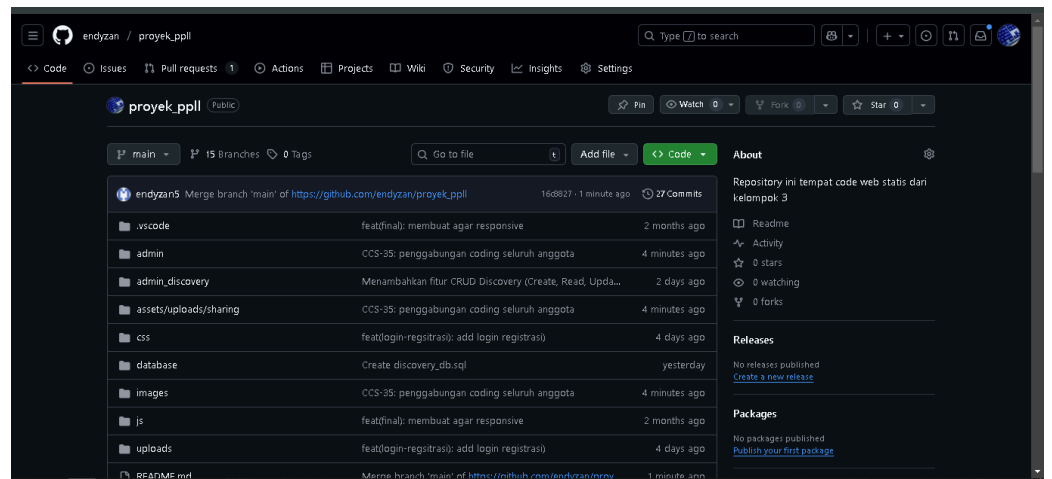 endyzan / proyek_ppll
Type / to search
Code Issues Pull requests 1 Actions Projects Wiki Security Insights Settings
proyek_ppll Public
Pin Watch 0 Fork 0 Star 0
main 15 Branches 0 Tags
Go to file t Add file Code
About
Repository ini tempat code web statis dari
kelompok 3
Readme
Activity
0 stars
0 watching
0 forks
Releases
No releases published
Create a new release
Packages
No packages published
Publish your first package
endyzan5 Merge branch 'main' of https://github.com/endyzan/proyek_ppll 16c8827 · 1 minute ago 27 Commits
.vscode feat(final): membuat agar responsive 2 months ago
admin CCS-35: penggabungan coding seluruh anggota 4 minutes ago
admin_discovery Menambahkan fitur CRUD Discovery (Create, Read, Upda... 2 days ago
assets/uploads/sharing CCS-35: penggabungan coding seluruh anggota 4 minutes ago
css feat(login-regsitrasi): add login registrasi) 4 days ago
database Create discovery_db.sql yesterday
images CCS-35: penggabungan coding seluruh anggota 4 minutes ago
js feat(final): membuat agar responsive 2 months ago
uploads feat(login-regsitrasi): add login registrasi) 4 days ago
README.md Merge branch 'main' of https://github.com/endyzan/proy... 1 minute ago